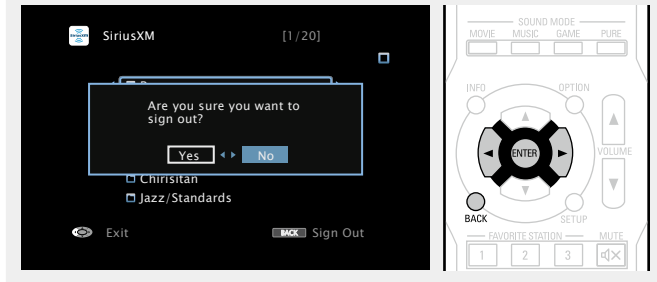 SiriusXM
SiriusXM [1/20]
Are you sure you want to
sign out?
Yes No
Chirisitan
Jazz/Standards
Exit BACK Sign Out
SOUND MODE
MOVIE MUSIC GAME PURE
INFO OPTION
ENTER
VOLUME
BACK SETUP
FAVORITE STATION MUTE
1 2 3